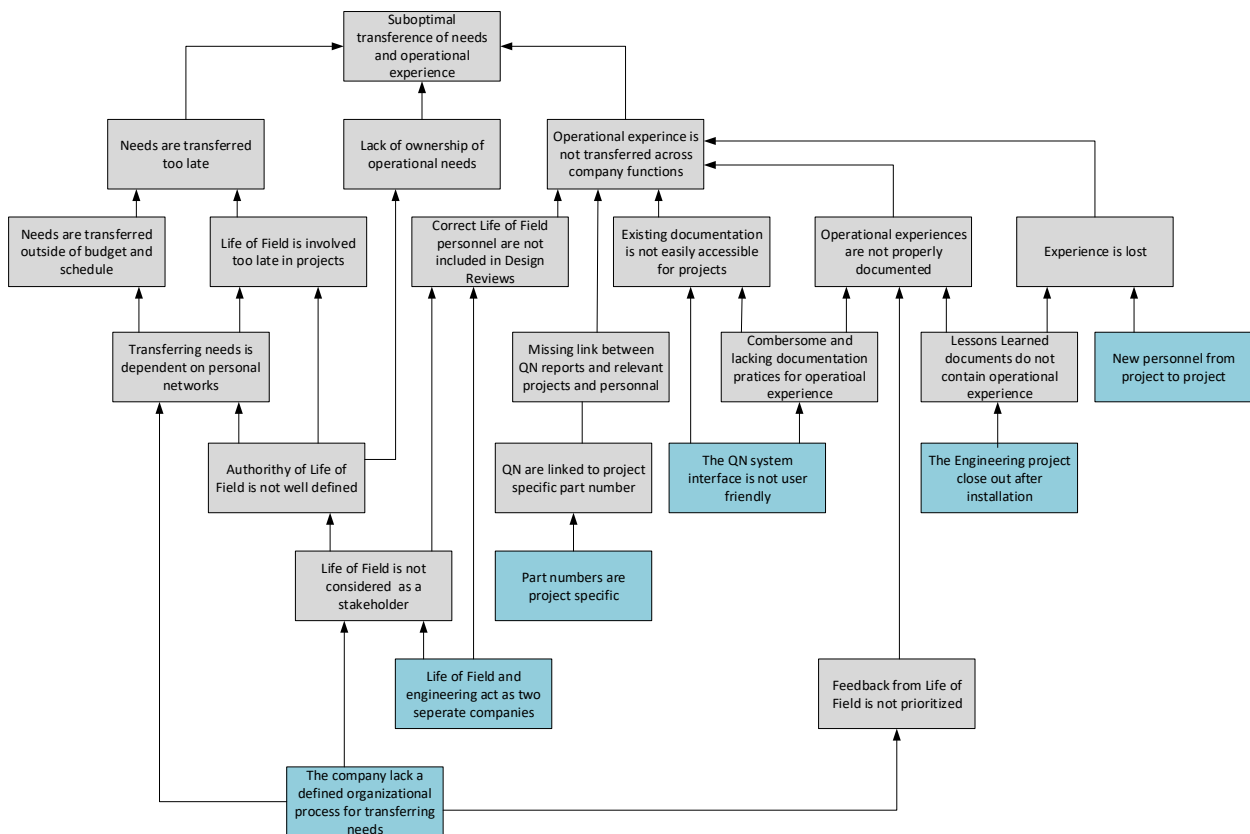 Suboptimal
transference of needs
and operational
experience
Needs are transferred
too late
Lack of ownership of
operational needs
Operational experince is
not transferred across
company functions
Needs are transferred
outside of budget and
schedule
Life of Field is involved
too late in projects
Correct Life of Field
personnel are not
included in Design
Reviews
Existing documentation
is not easily accessible
for projects
Operational experiences
are not properly
documented
Experience is lost
Transferring needs is
dependent on personal
networks
Missing link between
QN reports and relevant
projects and personnal
Combersome and
lacking documentation
pratices for operatioal
experience
Lessons Learned
documents do not
contain operational
experience
New personnel from
project to project
Authorithy of Life of
Field is not well defined
QN are linked to project
specific part number
The QN system
interface is not user
friendly
The Engineering project
close out after
installation
Life of Field is not
considered as a
stakeholder
Part numbers are
project specific
Life of Field and
engineering act as two
seperate companies
Feedback from Life of
Field is not prioritized
The company lack a
defined organizational
process for transferring
needs